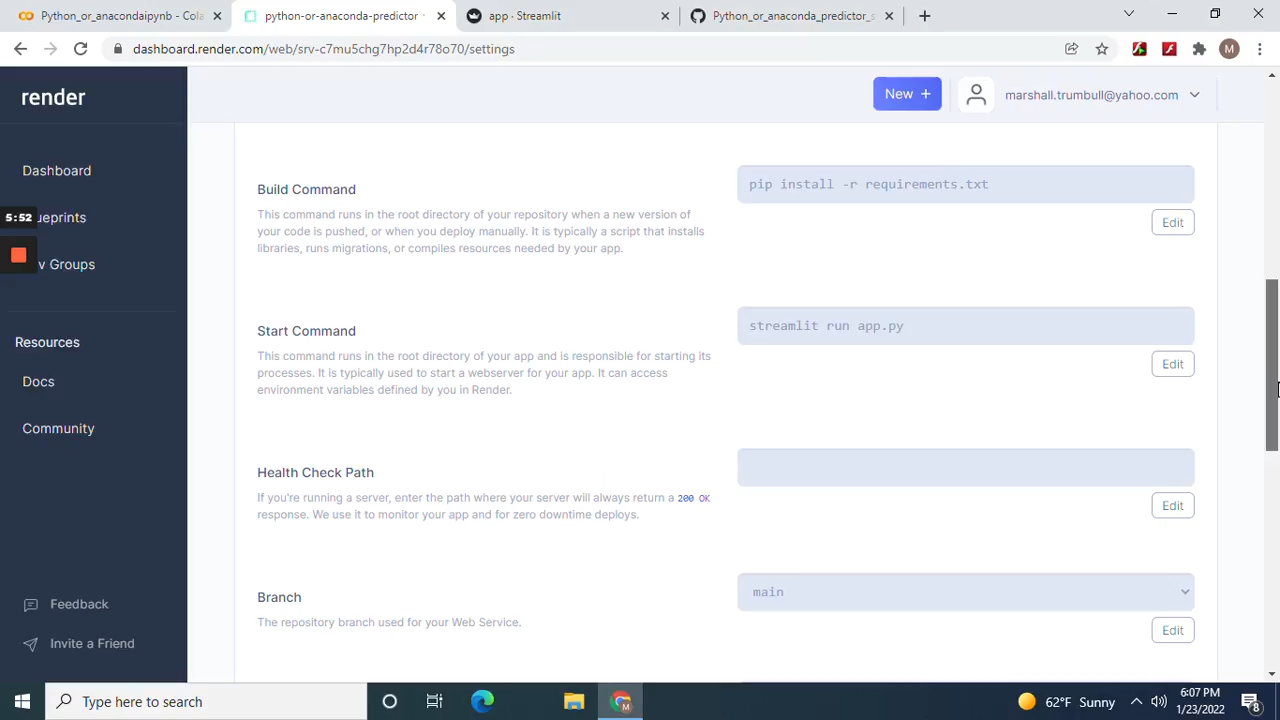 Python_or_anacondaipynb - Cola
python-or-anaconda-predictor ·
app · Streamlit
Python_or_anaconda_predictor_s
dashboard.render.com/web/srv-c7mu5chg7hp2d4r78o70/settings
M
render
New +
marshall.trumbull@yahoo.com
Dashboard
5:52
ueprints
v Groups
Resources
Docs
Community
Feedback
Invite a Friend
Build Command
This command runs in the root directory of your repository when a new version of
your code is pushed, or when you deploy manually. It is typically a script that installs
libraries, runs migrations, or compiles resources needed by your app.
pip install -r requirements.txt
Edit
Start Command
This command runs in the root directory of your app and is responsible for starting its
processes. It is typically used to start a webserver for your app. It can access
environment variables defined by you in Render.
streamlit run app.py
Edit
Health Check Path
If you're running a server, enter the path where your server will always return a 200 OK
response. We use it to monitor your app and for zero downtime deploys.
Edit
Branch
The repository branch used for your Web Service.
main
Edit
Type here to search
M
62°F Sunny
6:07 PM
1/23/2022
8